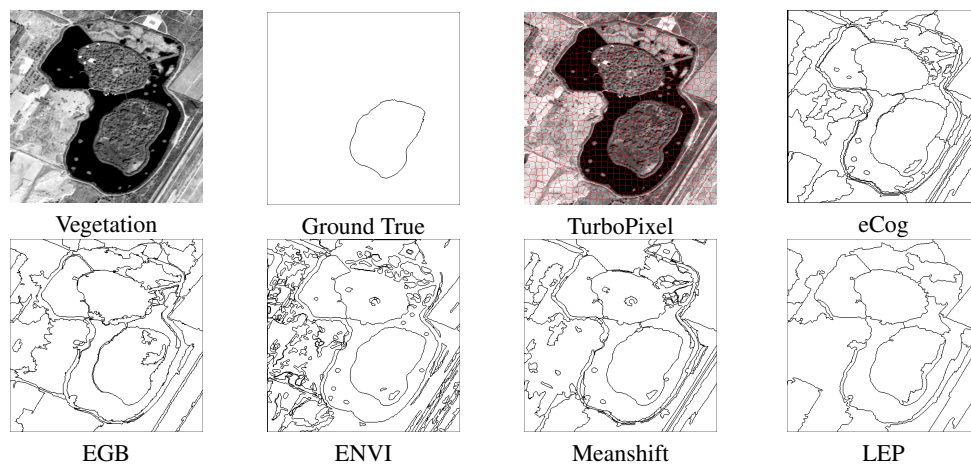 Vegetation
Ground True
TurboPixel
eCog
EGB
ENVI
Meanshift
LEP